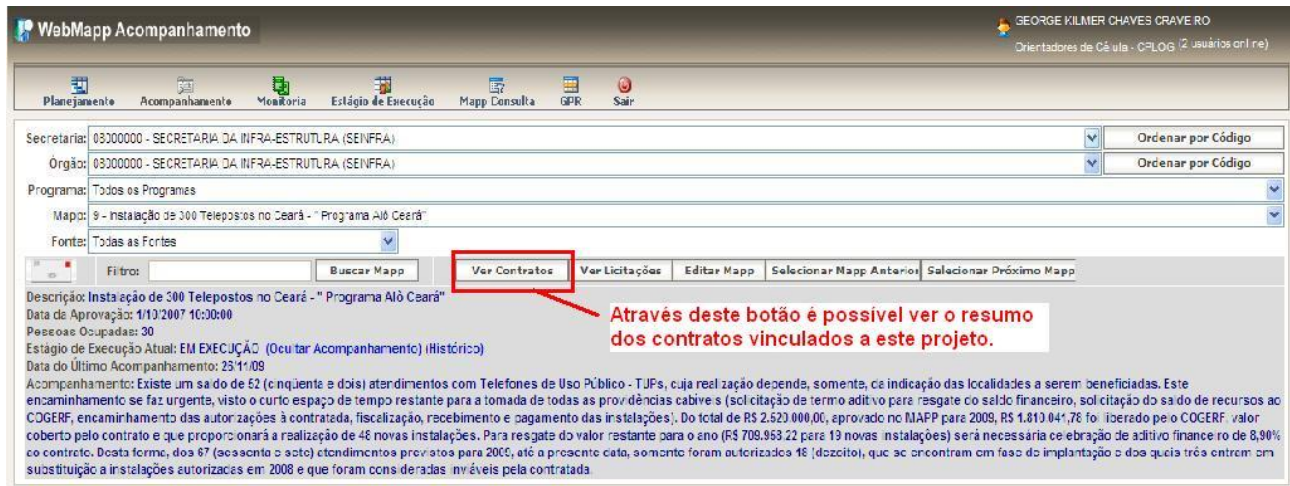 WebMapp Acompanhamento
GEORGE KILMER CHAVES CRAVEIRO
Orientadores de Célula - CPLOG (2 usuários online)
Planejamento Acompanhamento Monitoria Estágio de Execução Mapp Consulta GPR Sair
Secretaria: 08000000 - SECRETARIA DA INFRA-ESTRUTURA (SEINFRA) Ordenar por Código
Órgão: 08000000 - SECRETARIA DA INFRA-ESTRUTURA (SEINFRA) Ordenar por Código
Programa: Todos os Programas
Mapp: 9 - Instalação de 300 Telepostos no Ceará - " Programa Alô Ceará"
Fonte: Todas as Fontes
Filtro: Buscar Mapp Ver Contratos Ver Licitações Editar Mapp Selecionar Mapp Anterior Selecionar Próximo Mapp
Descrição: Instalação de 300 Telepostos no Ceará - " Programa Alô Ceará"
Data da Aprovação: 1/10/2007 10:00:00
Pessoas Ocupadas: 30
Estágio de Execução Atual: EM EXECUÇÃO (Ocultar Acompanhamento) (Histórico)
Data do Último Acompanhamento: 26/11/09
Através deste botão é possível ver o resumo
dos contratos vinculados a este projeto.
Acompanhamento: Existe um saldo de 52 (cinqüenta e dois) atendimentos com Telefones de Uso Público - TUPs, cuja realização depende, somente, da indicação das localidades a serem beneficiadas. Este
encaminhamento se faz urgente, visto o curto espaço de tempo restante para a tomada de todas as providências cabíveis (solicitação de termo aditivo para resgate do saldo financeiro, solicitação do saldo de recursos ao
COGERF, encaminhamento das autorizações à contratada, fiscalização, recebimento e pagamento das instalações). Do total de R$ 2.520.000,00, aprovado no MAPP para 2009, R$ 1.810.041,78 foi liberado pelo COGERF, valor
coberto pelo contrato e que proporcionará a realização de 48 novas instalações. Para resgate do valor restante para o ano (R$ 709.958,22 para 19 novas instalações) será necessária celebração de aditivo financeiro de 8,90%
ao contrato. Desta forma, dos 67 (sessenta e sete) atendimentos previstos para 2009, até a presente data, somente foram autorizados 18 (dezoito), que se encontram em fase de implantação e dos quais três entram em
substituição a instalações autorizadas em 2008 e que foram consideradas inviáveis pela contratada.